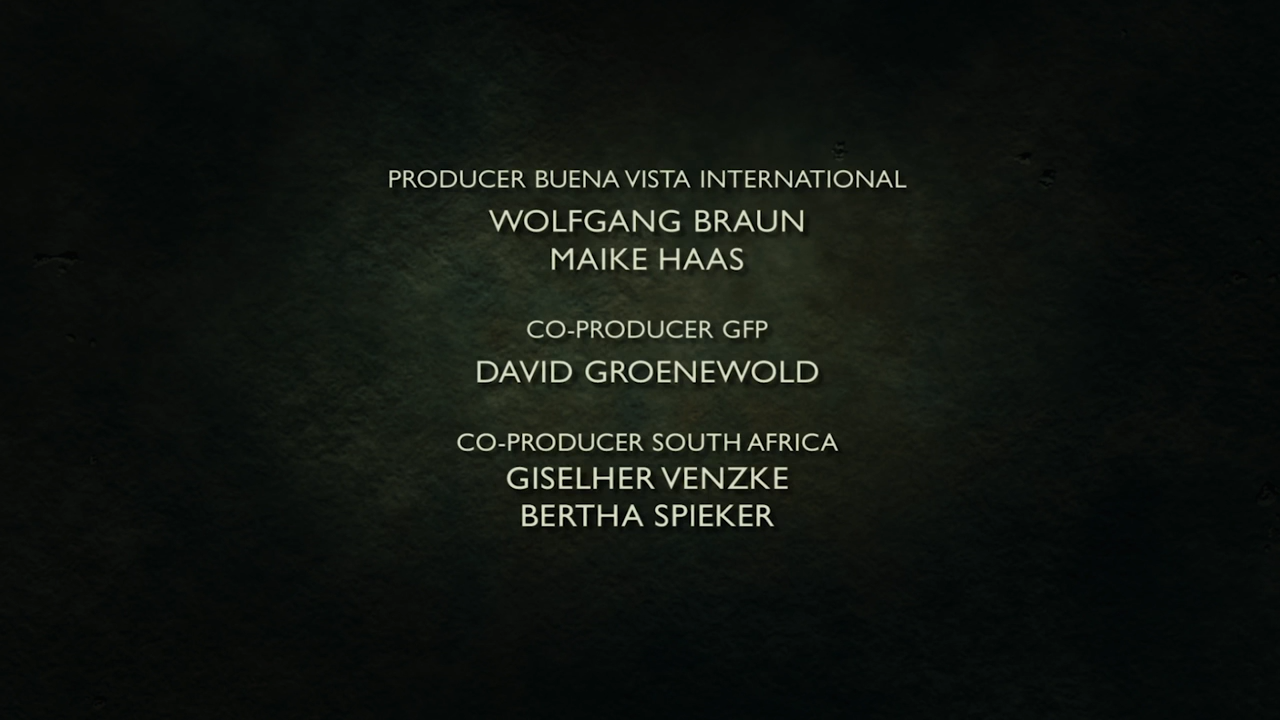 PRODUCER BUENA VISTA INTERNATIONAL
WOLFGANG BRAUN
MAIKE HAAS
CO-PRODUCER GFP
DAVID GROENEWOLD
CO-PRODUCER SOUTH AFRICA
GISELHER VENZKE
BERTHA SPIEKER